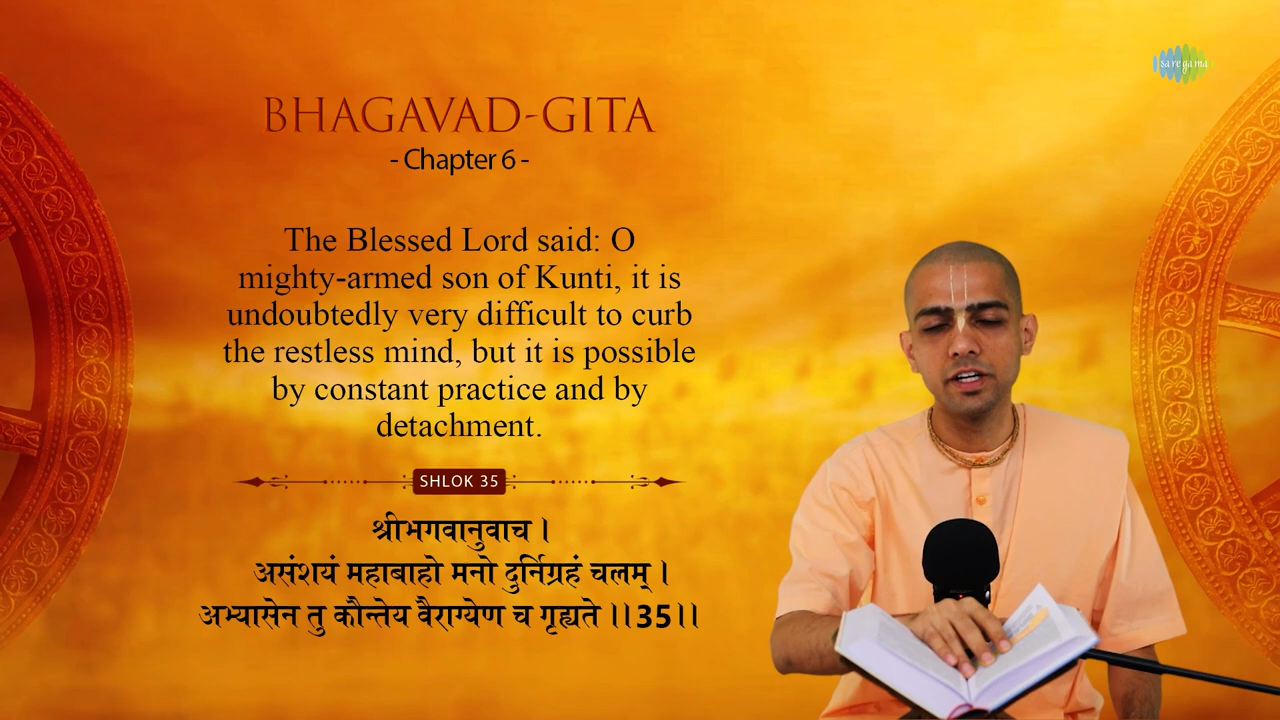 saregama
BHAGAVAD-GITA
- Chapter 6 -
The Blessed Lord said: O
mighty-armed son of Kunti, it is
undoubtedly very difficult to curb
the restless mind, but it is possible
by constant practice and by
detachment.
SHLOK 35
श्रीभगवानुवाच ।
असंशयं महाबाहो मनो दुर्निग्रहं चलम् ।
अभ्यासेन तु कौन्तेय वैराग्येण च गृह्यते ।।35।।